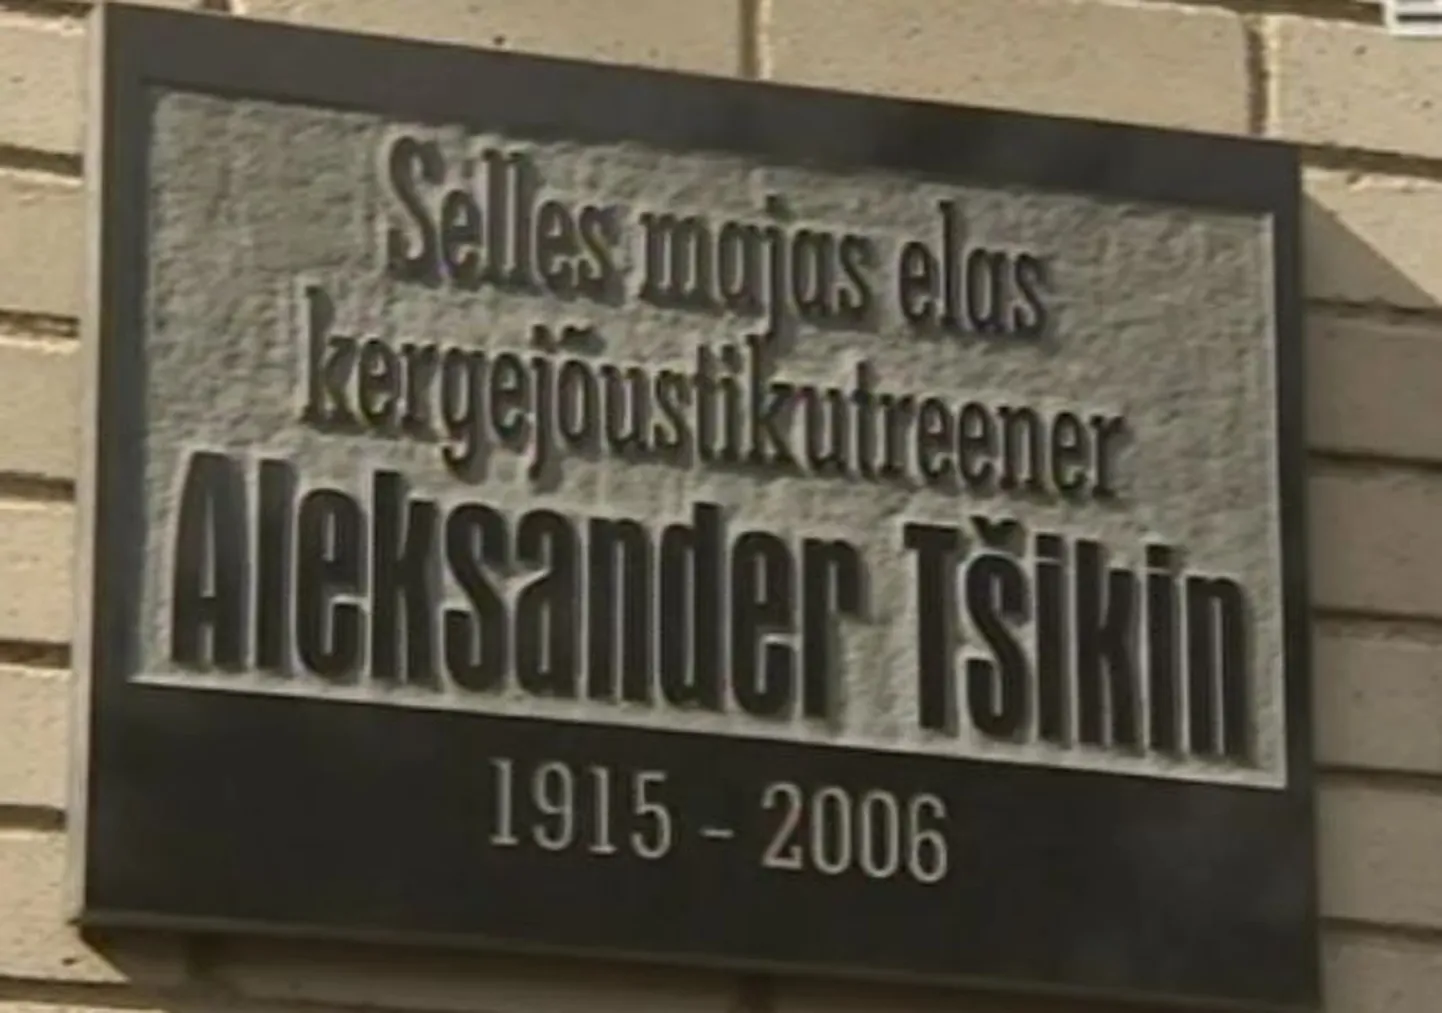 Selles majas elas
kergejõustikutreener
Aleksander Tšikin
1915 - 2006